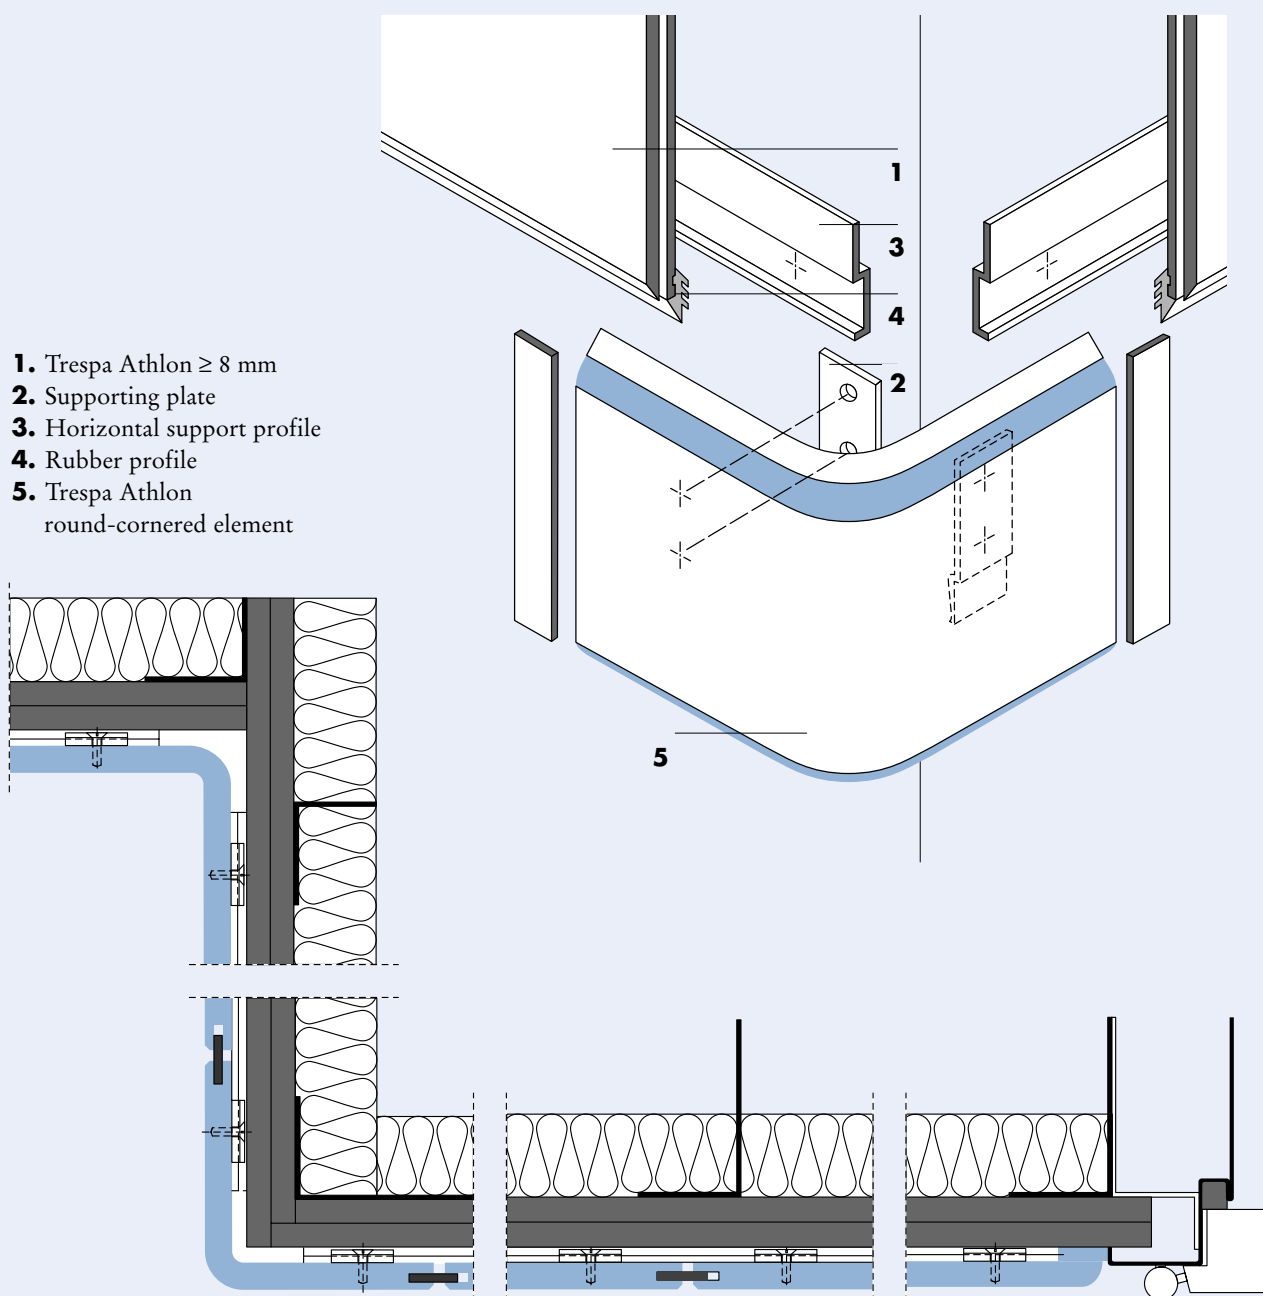 1
3
4
2
1. Trespa Athlon ≥ 8 mm
2. Supporting plate
3. Horizontal support profile
4. Rubber profile
5. Trespa Athlon
round-cornered element
5